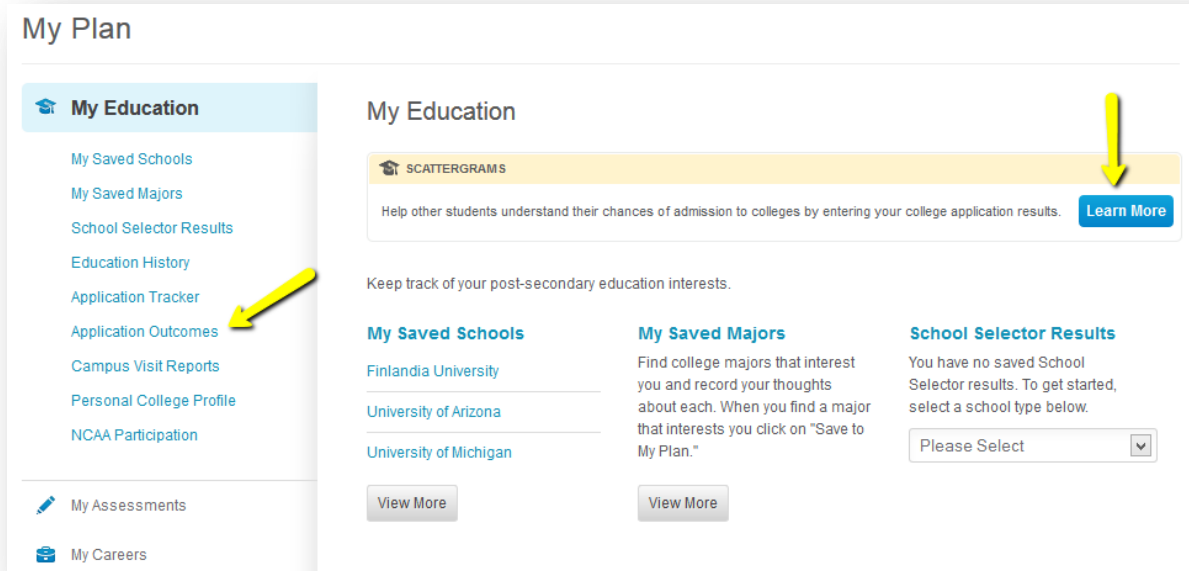 My Plan
My Education
My Saved Schools
My Saved Majors
School Selector Results
Education History
Application Tracker
Application Outcomes
Campus Visit Reports
Personal College Profile
NCAA Participation
My Assessments
My Careers
My Education
SCATTERGRAMS
Help other students understand their chances of admission to colleges by entering your college application results.
Learn More
Keep track of your post-secondary education interests.
My Saved Schools
Finlandia University
University of Arizona
University of Michigan
View More
My Saved Majors
Find college majors that interest
you and record your thoughts
about each. When you find a major
that interests you click on "Save to
My Plan."
View More
School Selector Results
You have no saved School
Selector results. To get started,
select a school type below.
Please Select